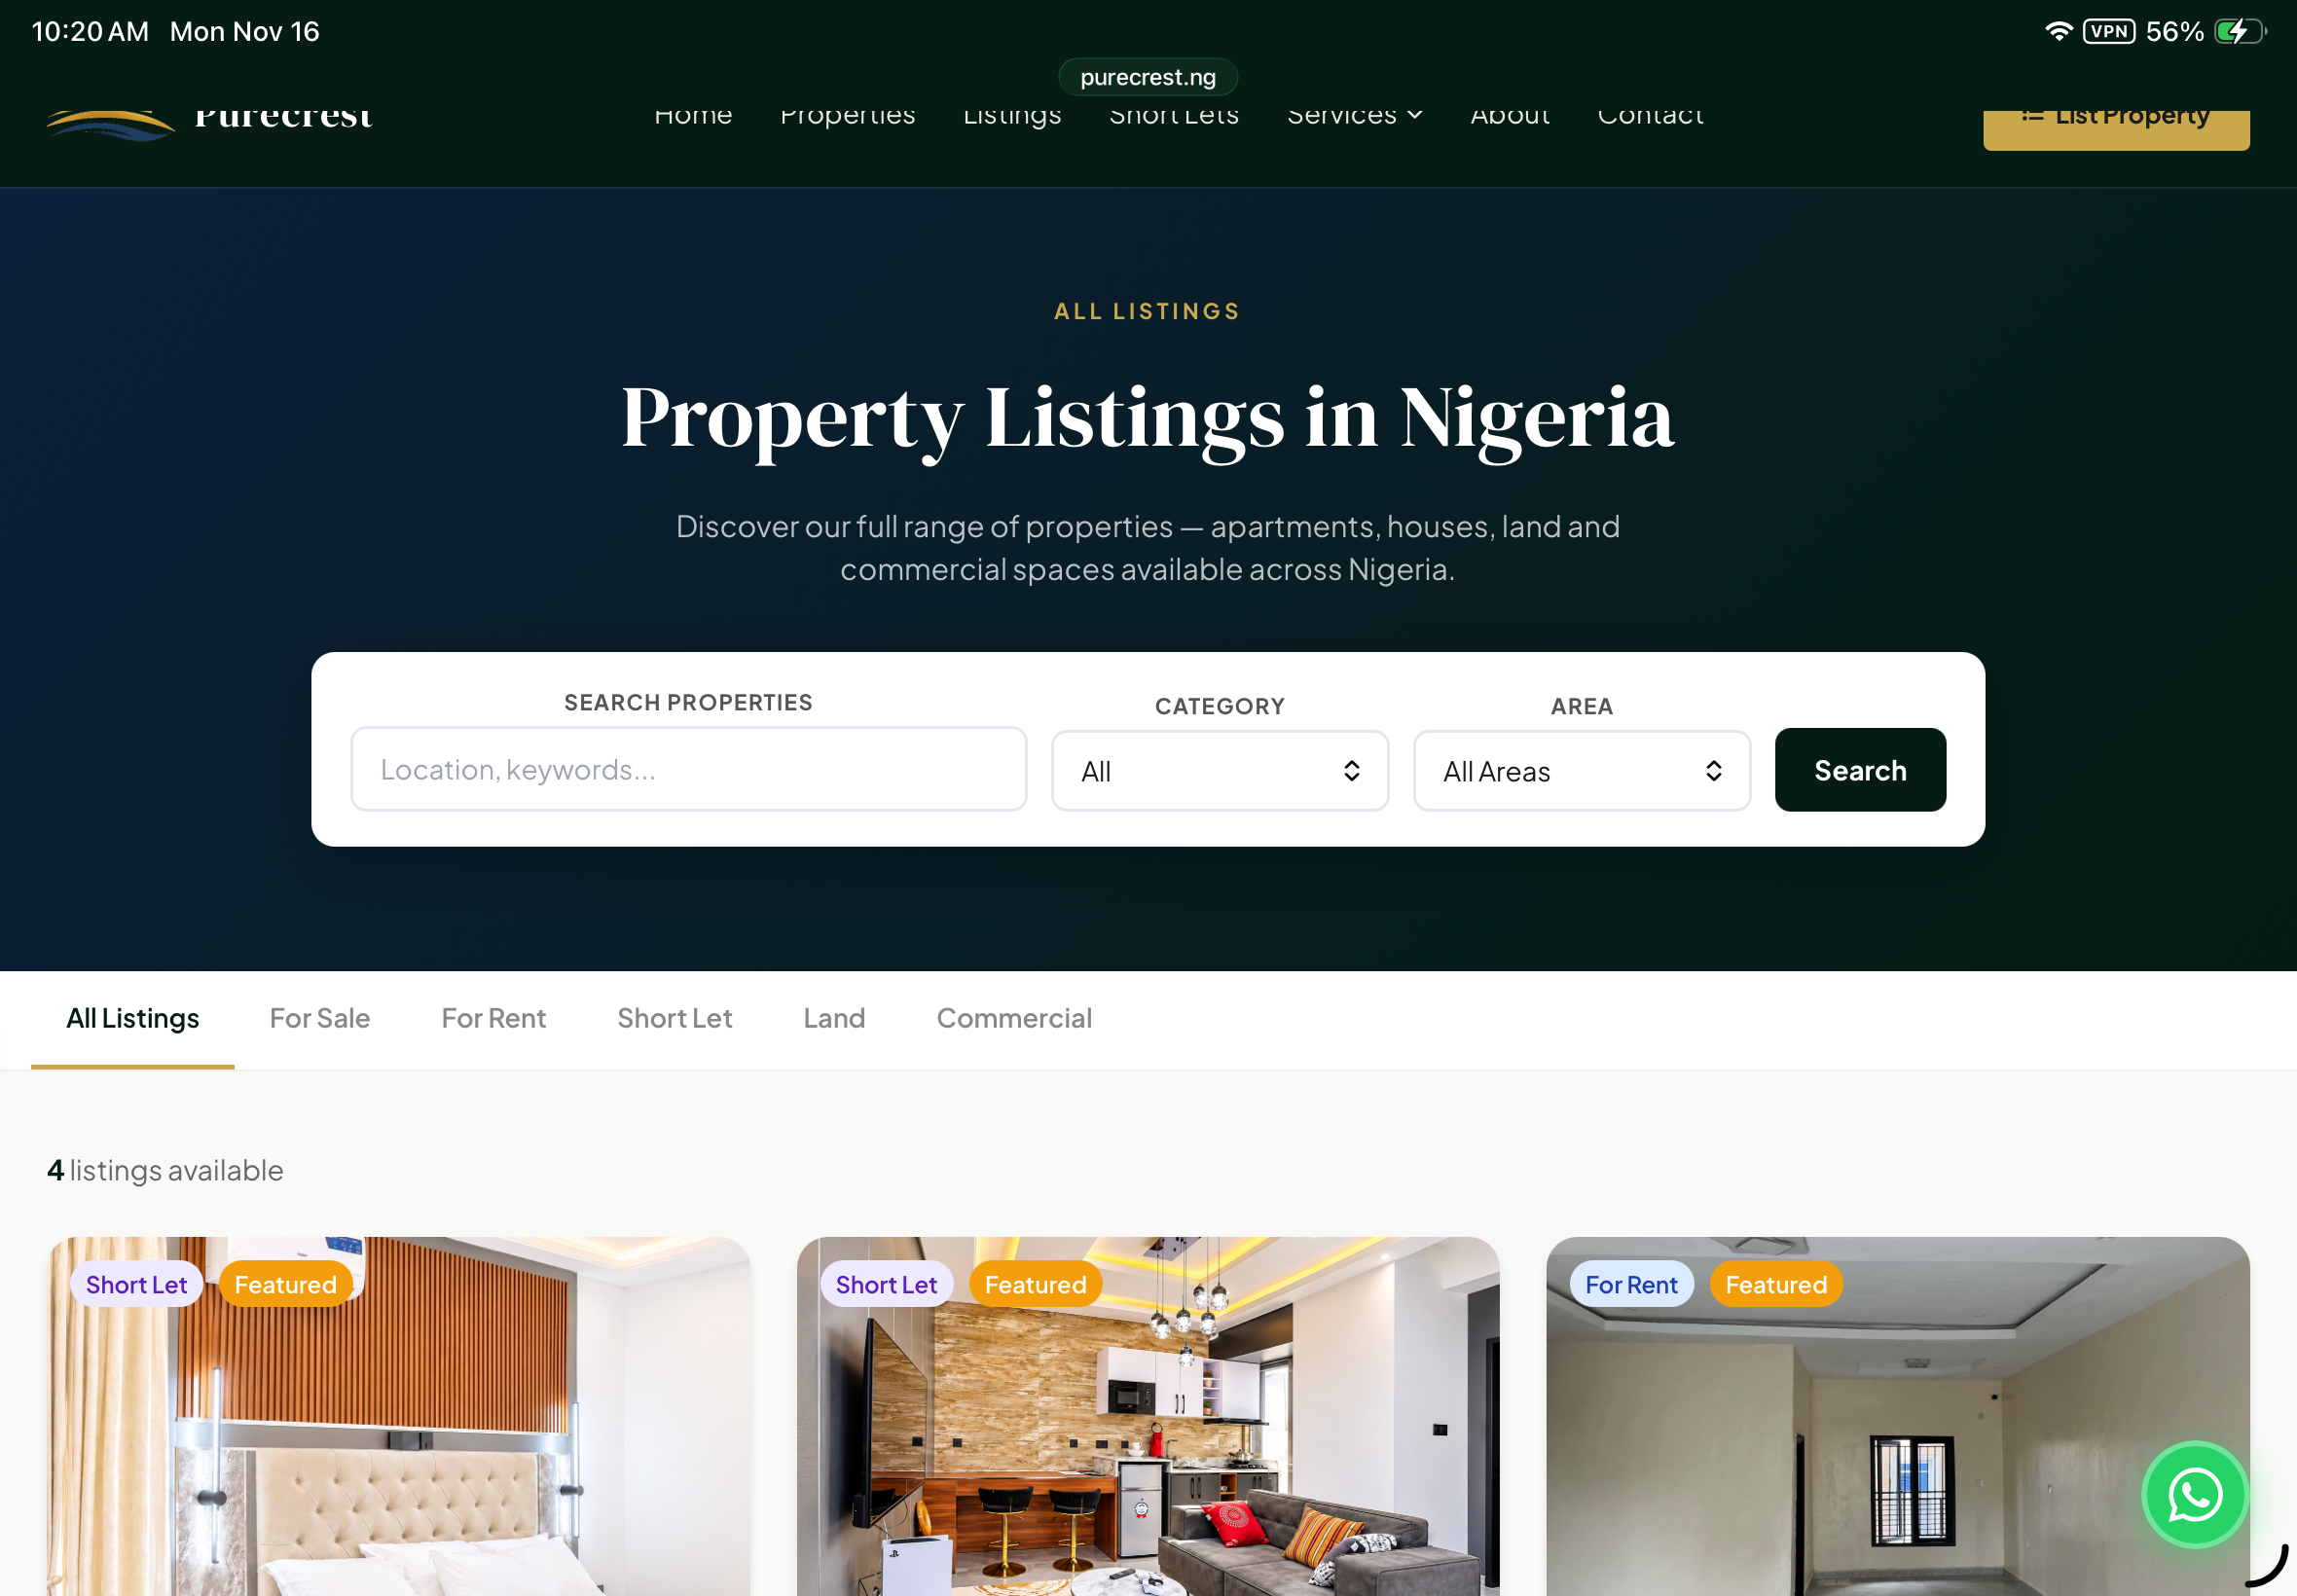 10:20 AM Mon Nov 16
VPN 56%
purecrest.ng
Purecrest
Home Properties Listings Short Lets Services About Contact
List Property
ALL LISTINGS
Property Listings in Nigeria
Discover our full range of properties — apartments, houses, land and
commercial spaces available across Nigeria.
SEARCH PROPERTIES
CATEGORY
AREA
Location, keywords...
All
All Areas
Search
All Listings For Sale For Rent Short Let Land Commercial
4 listings available
Short Let Featured
Short Let Featured
For Rent Featured